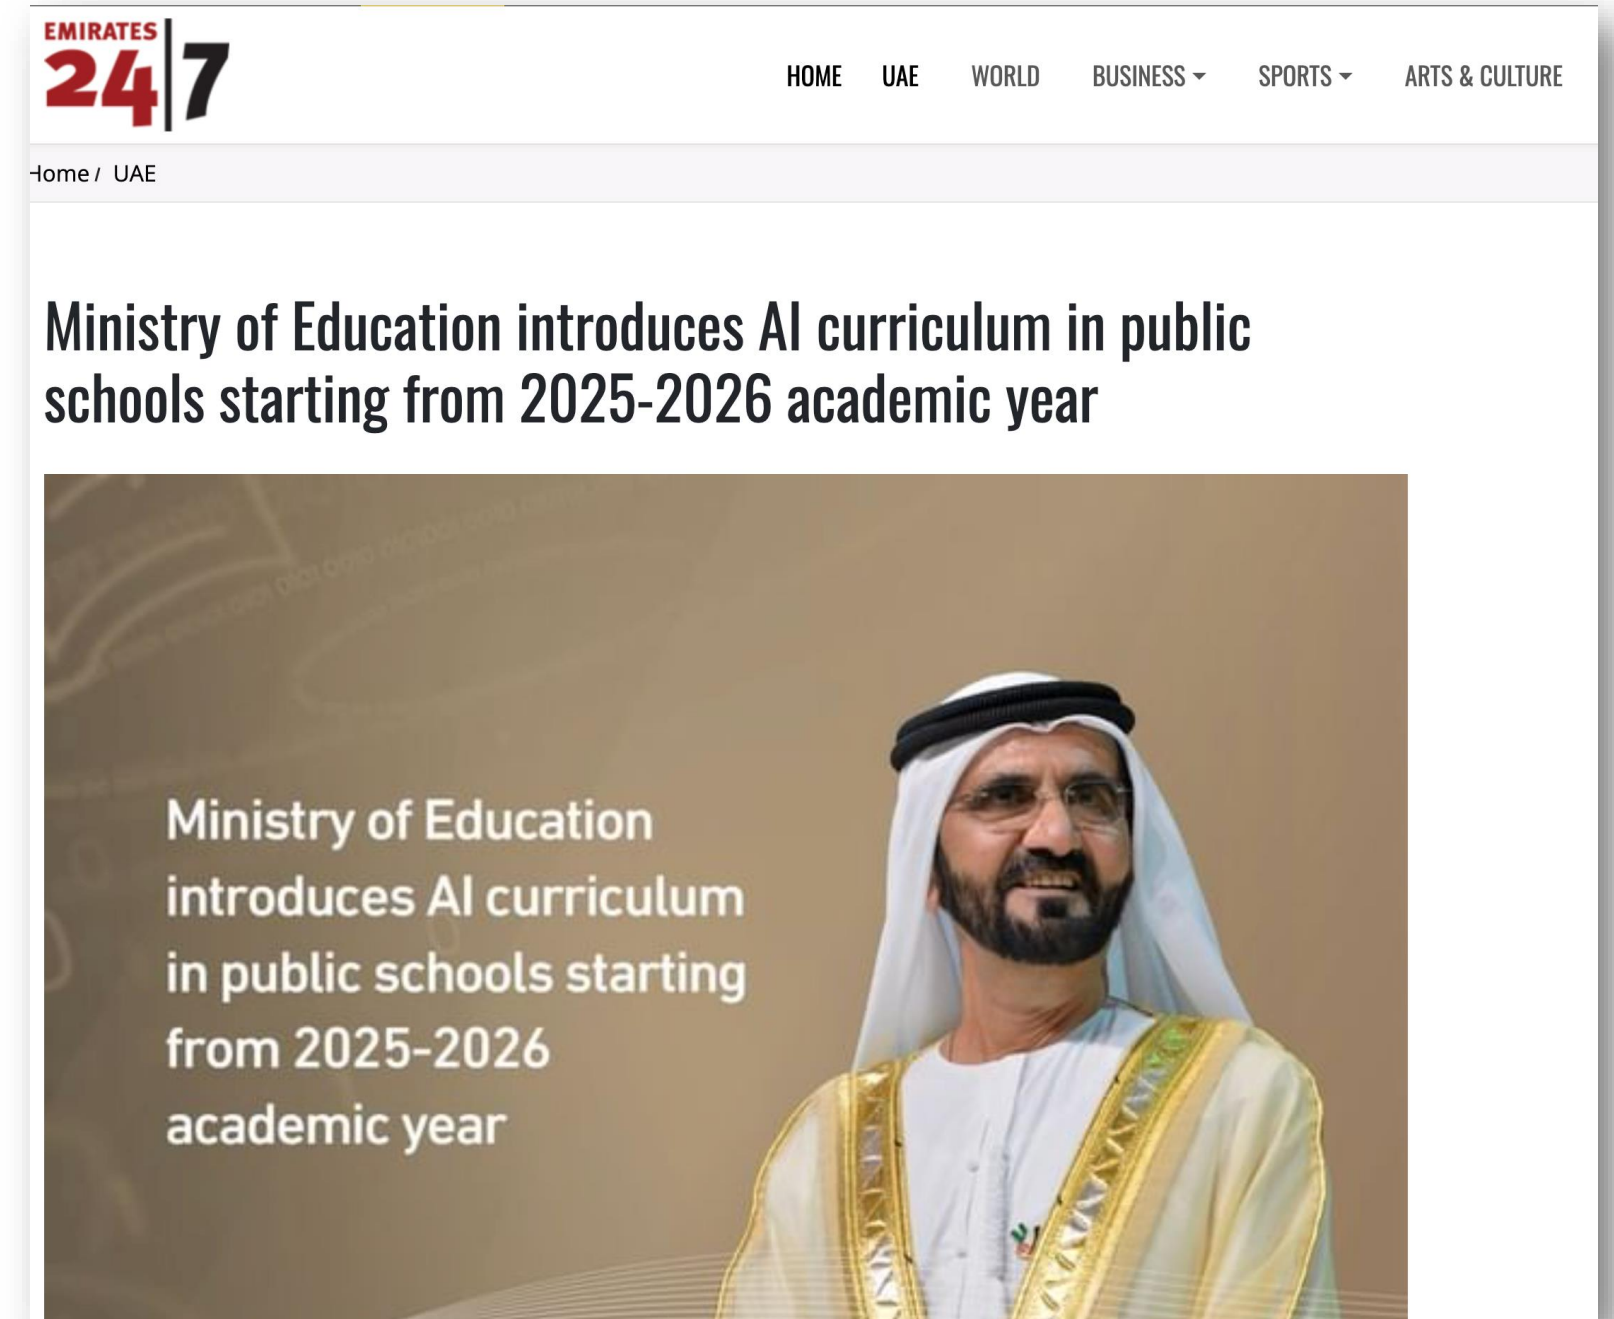 EMIRATES
24|7
HOME UAE WORLD BUSINESS SPORTS ARTS & CULTURE
Home / UAE
Ministry of Education introduces AI curriculum in public
schools starting from 2025-2026 academic year
Ministry of Education
introduces AI curriculum
in public schools starting
from 2025-2026
academic year